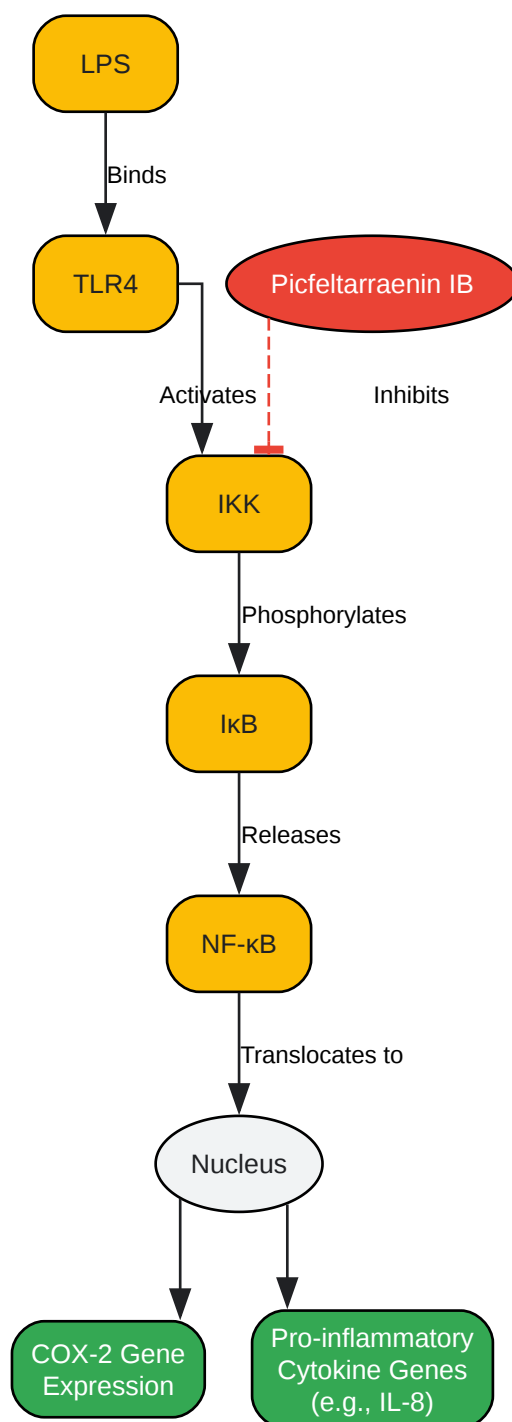 LPS
Binds
TLR4
Picfeltarraenin IB
Activates
Inhibits
IKK
Phosphorylates
IκB
Releases
NF-κB
Translocates to
Nucleus
COX-2 Gene
Expression
Pro-inflammatory
Cytokine Genes
(e.g., IL-8)